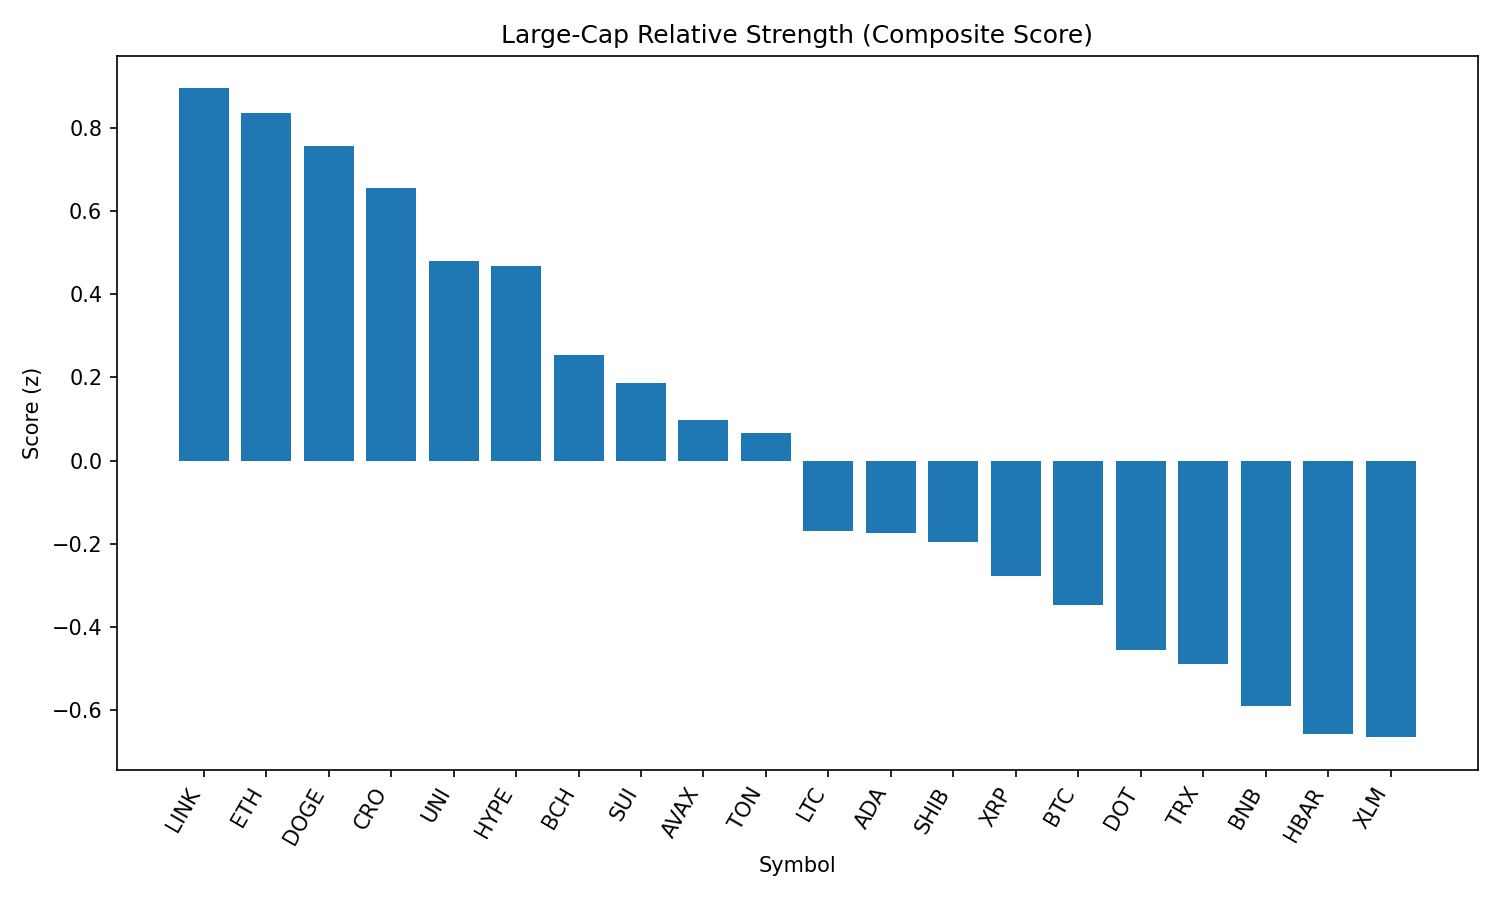 Large-Cap Relative Strength (Composite Score)
Score (z)
0.8
0.6
0.4
0.2
0.0
−0.2
−0.4
−0.6
LINK
ETH
DOGE
CRO
UNI
HYPE
BCH
SUI
AVAX
TON
LTC
ADA
SHIB
XRP
BTC
DOT
TRX
BNB
HBAR
XLM
Symbol